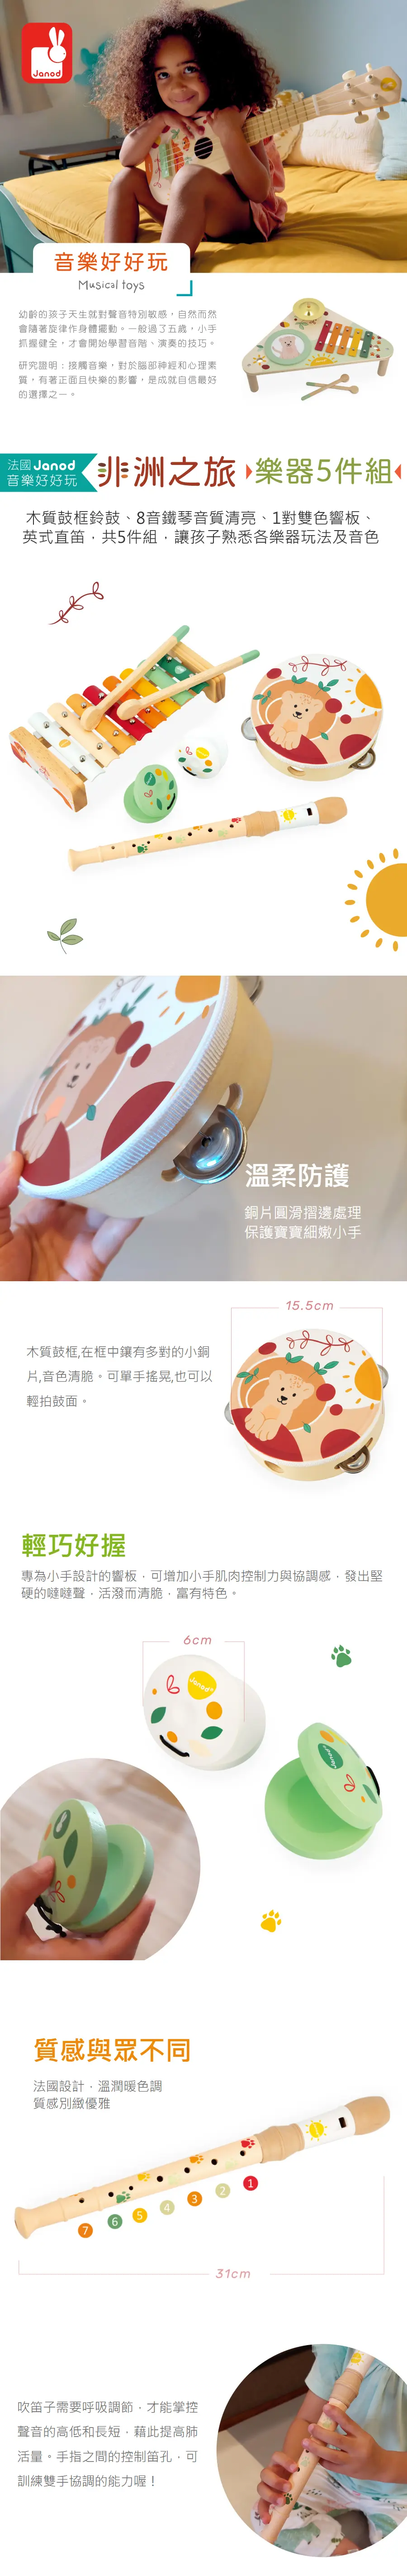 Janod
音樂好好玩
Musical toys
幼齡的孩子天生就對聲音特別敏感，自然而然
會隨著旋律作身體擺動。一般過了五歲，小手
抓握健全，才會開始學習音階、演奏的技巧。
研究證明：接觸音樂，對於腦部神經和心理素
質，有著正面且快樂的影響，是成就自信最好
的選擇之一。
法國 Janod
音樂好好玩
非洲之旅
樂器5件組
木質鼓框鈴鼓、8音鐵琴音質清亮、1對雙色響板、
英式直笛，共5件組，讓孩子熟悉各樂器玩法及音色
溫柔防護
銅片圓滑摺邊處理
保護寶寶細嫩小手
15.5cm
木質鼓框,在框中鑲有多對的小銅
片,音色清脆。可單手搖晃,也可以
輕拍鼓面。
輕巧好握
專為小手設計的響板，可增加小手肌肉控制力與協調感，發出堅
硬的噠噠聲，活潑而清脆，富有特色。
6cm
Janod
Janod
質感與眾不同
法國設計，溫潤暖色調
質感別緻優雅
1
2
3
4
5
6
7
31cm
吹笛子需要呼吸調節，才能掌控
聲音的高低和長短，藉此提高肺
活量。手指之間的控制笛孔，可
訓練雙手協調的能力喔！